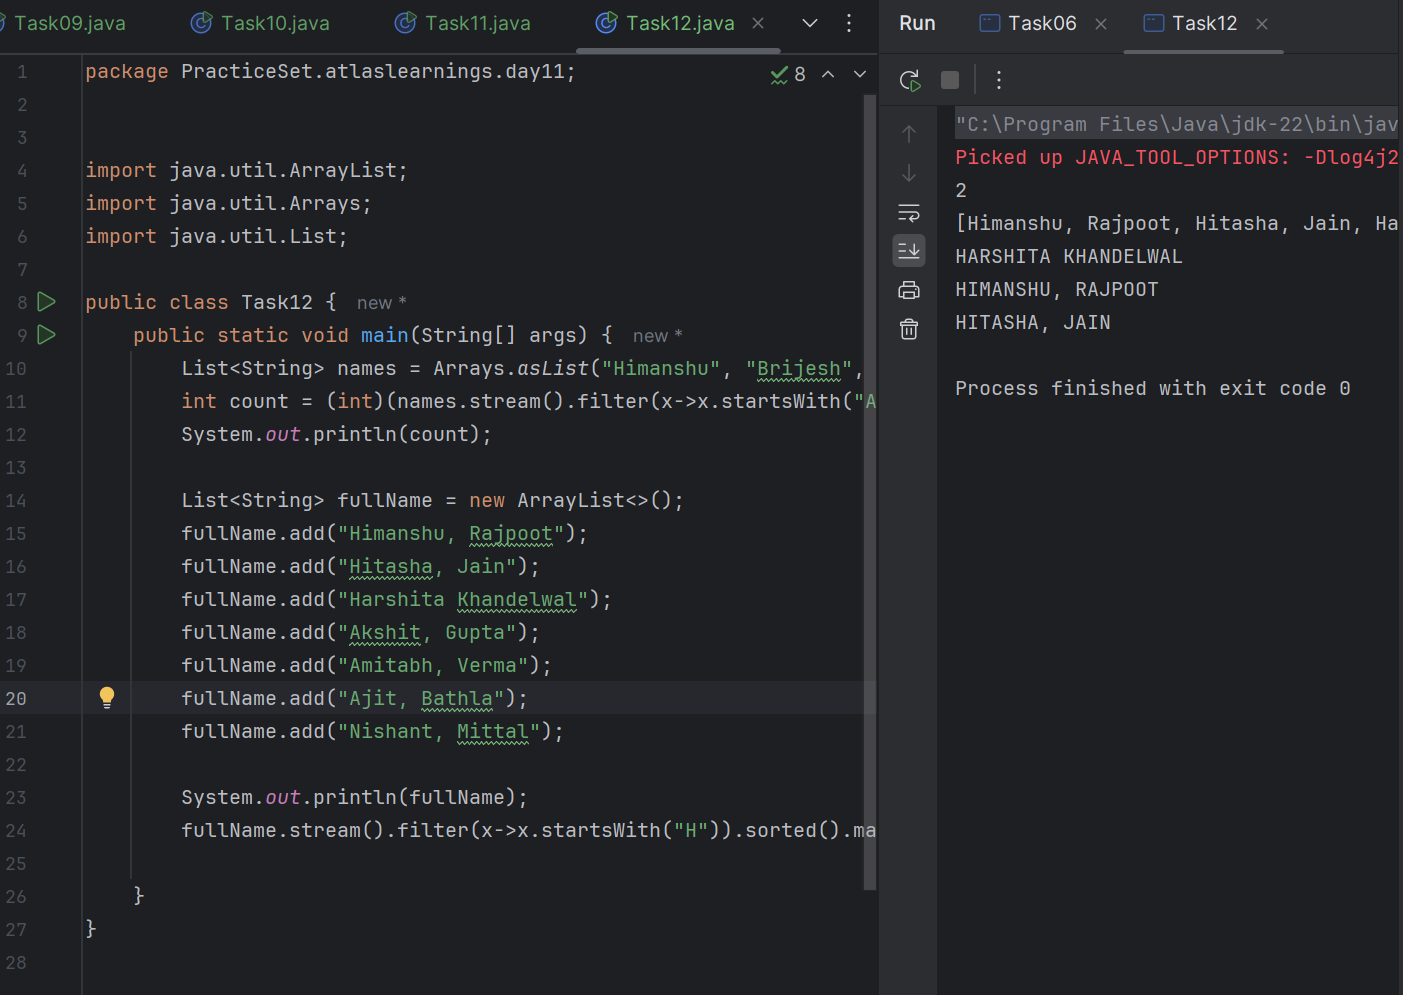 Task09.java Task10.java Task11.java Task12.java
8
1 package PracticeSet.atlaslearnings.day11;
2
3
4 import java.util.ArrayList;
5 import java.util.Arrays;
6 import java.util.List;
7
8 public class Task12 { new *
9 public static void main(String[] args) { new *
10 List<String> names = Arrays.asList("Himanshu", "Brijesh",
11 int count = (int)(names.stream().filter(x->x.startsWith("A
12 System.out.println(count);
13
14 List<String> fullName = new ArrayList<>();
15 fullName.add("Himanshu, Rajpoot");
16 fullName.add("Hitasha, Jain");
17 fullName.add("Harshita Khandelwal");
18 fullName.add("Akshit, Gupta");
19 fullName.add("Amitabh, Verma");
20 fullName.add("Ajit, Bathla");
21 fullName.add("Nishant, Mittal");
22
23 System.out.println(fullName);
24 fullName.stream().filter(x->x.startsWith("H")).sorted().ma
25
26 }
27 }
28
Run Task06 Task12
"C:\Program Files\Java\jdk-22\bin\jav
Picked up JAVA_TOOL_OPTIONS: -Dlog4j2
2
[Himanshu, Rajpoot, Hitasha, Jain, Ha
HARSHITA KHANDELWAL
HIMANSHU, RAJPOOT
HITASHA, JAIN
Process finished with exit code 0